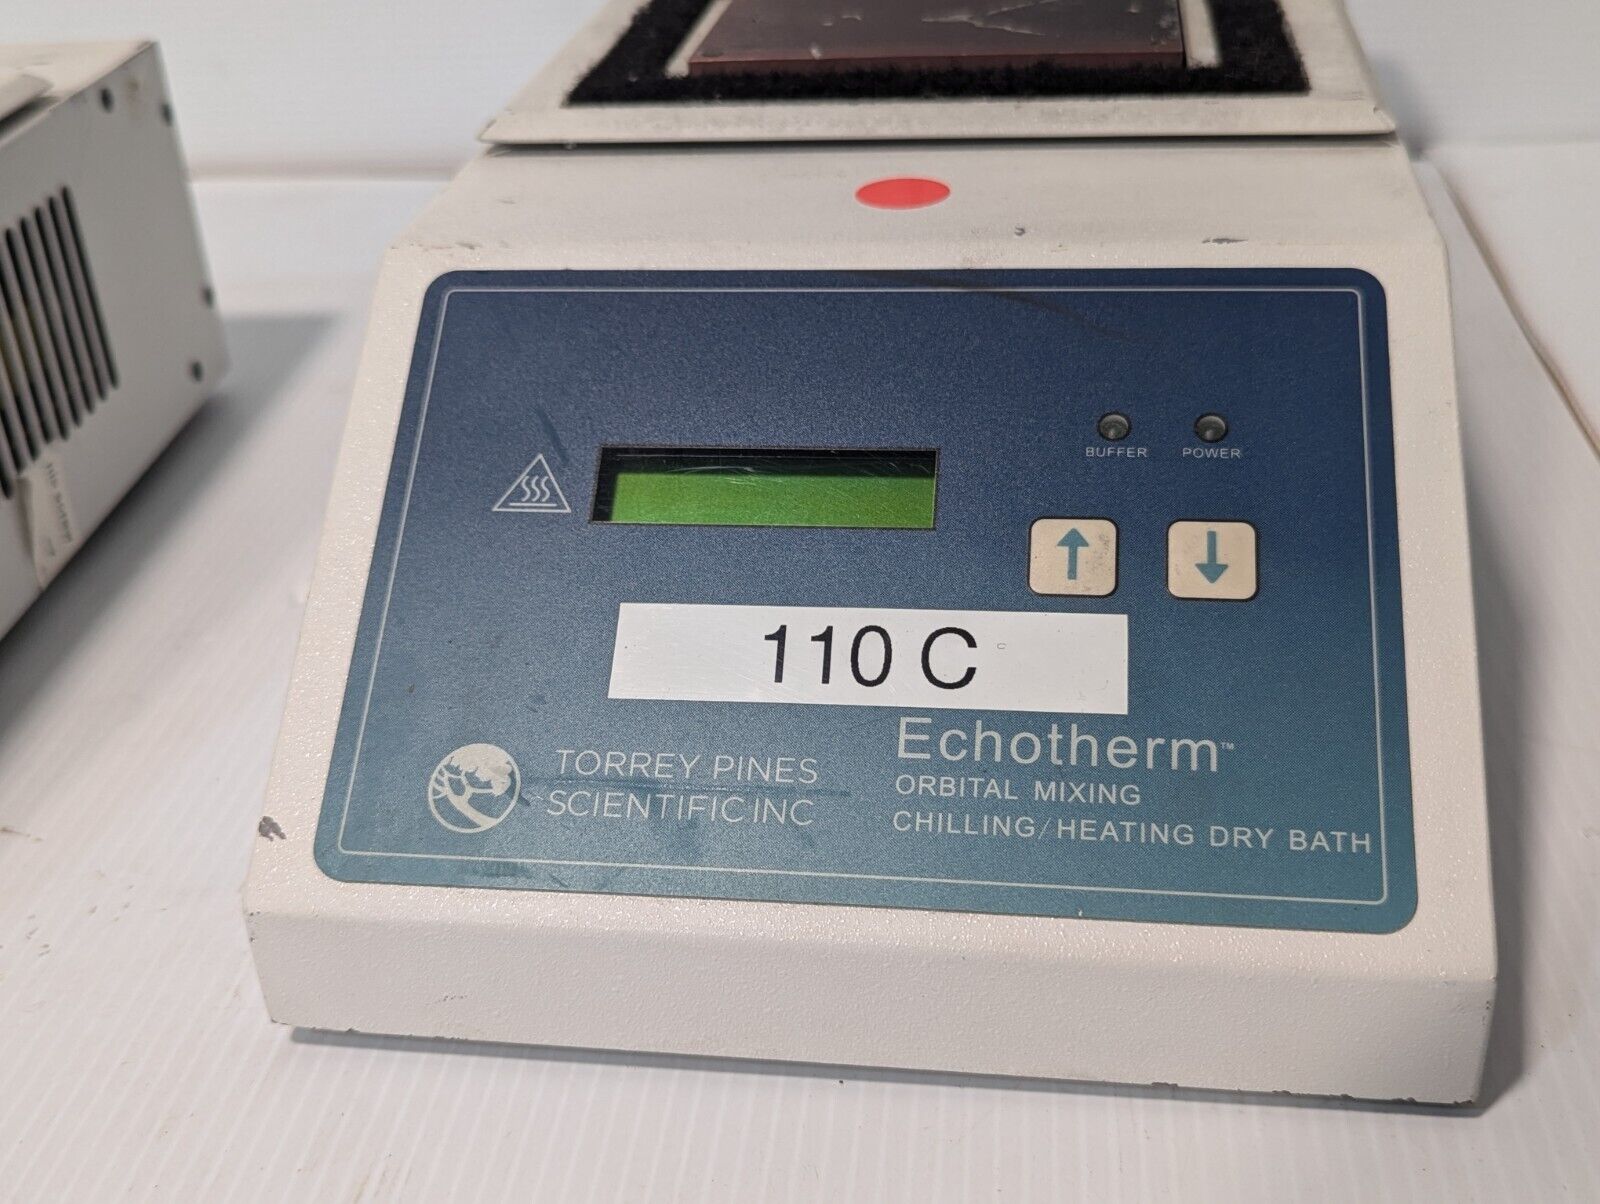 BUFFER POWER
110 C
Echotherm™
ORBITAL MIXING
CHILLING/HEATING DRY BATH
TORREY PINES
SCIENTIFIC INC